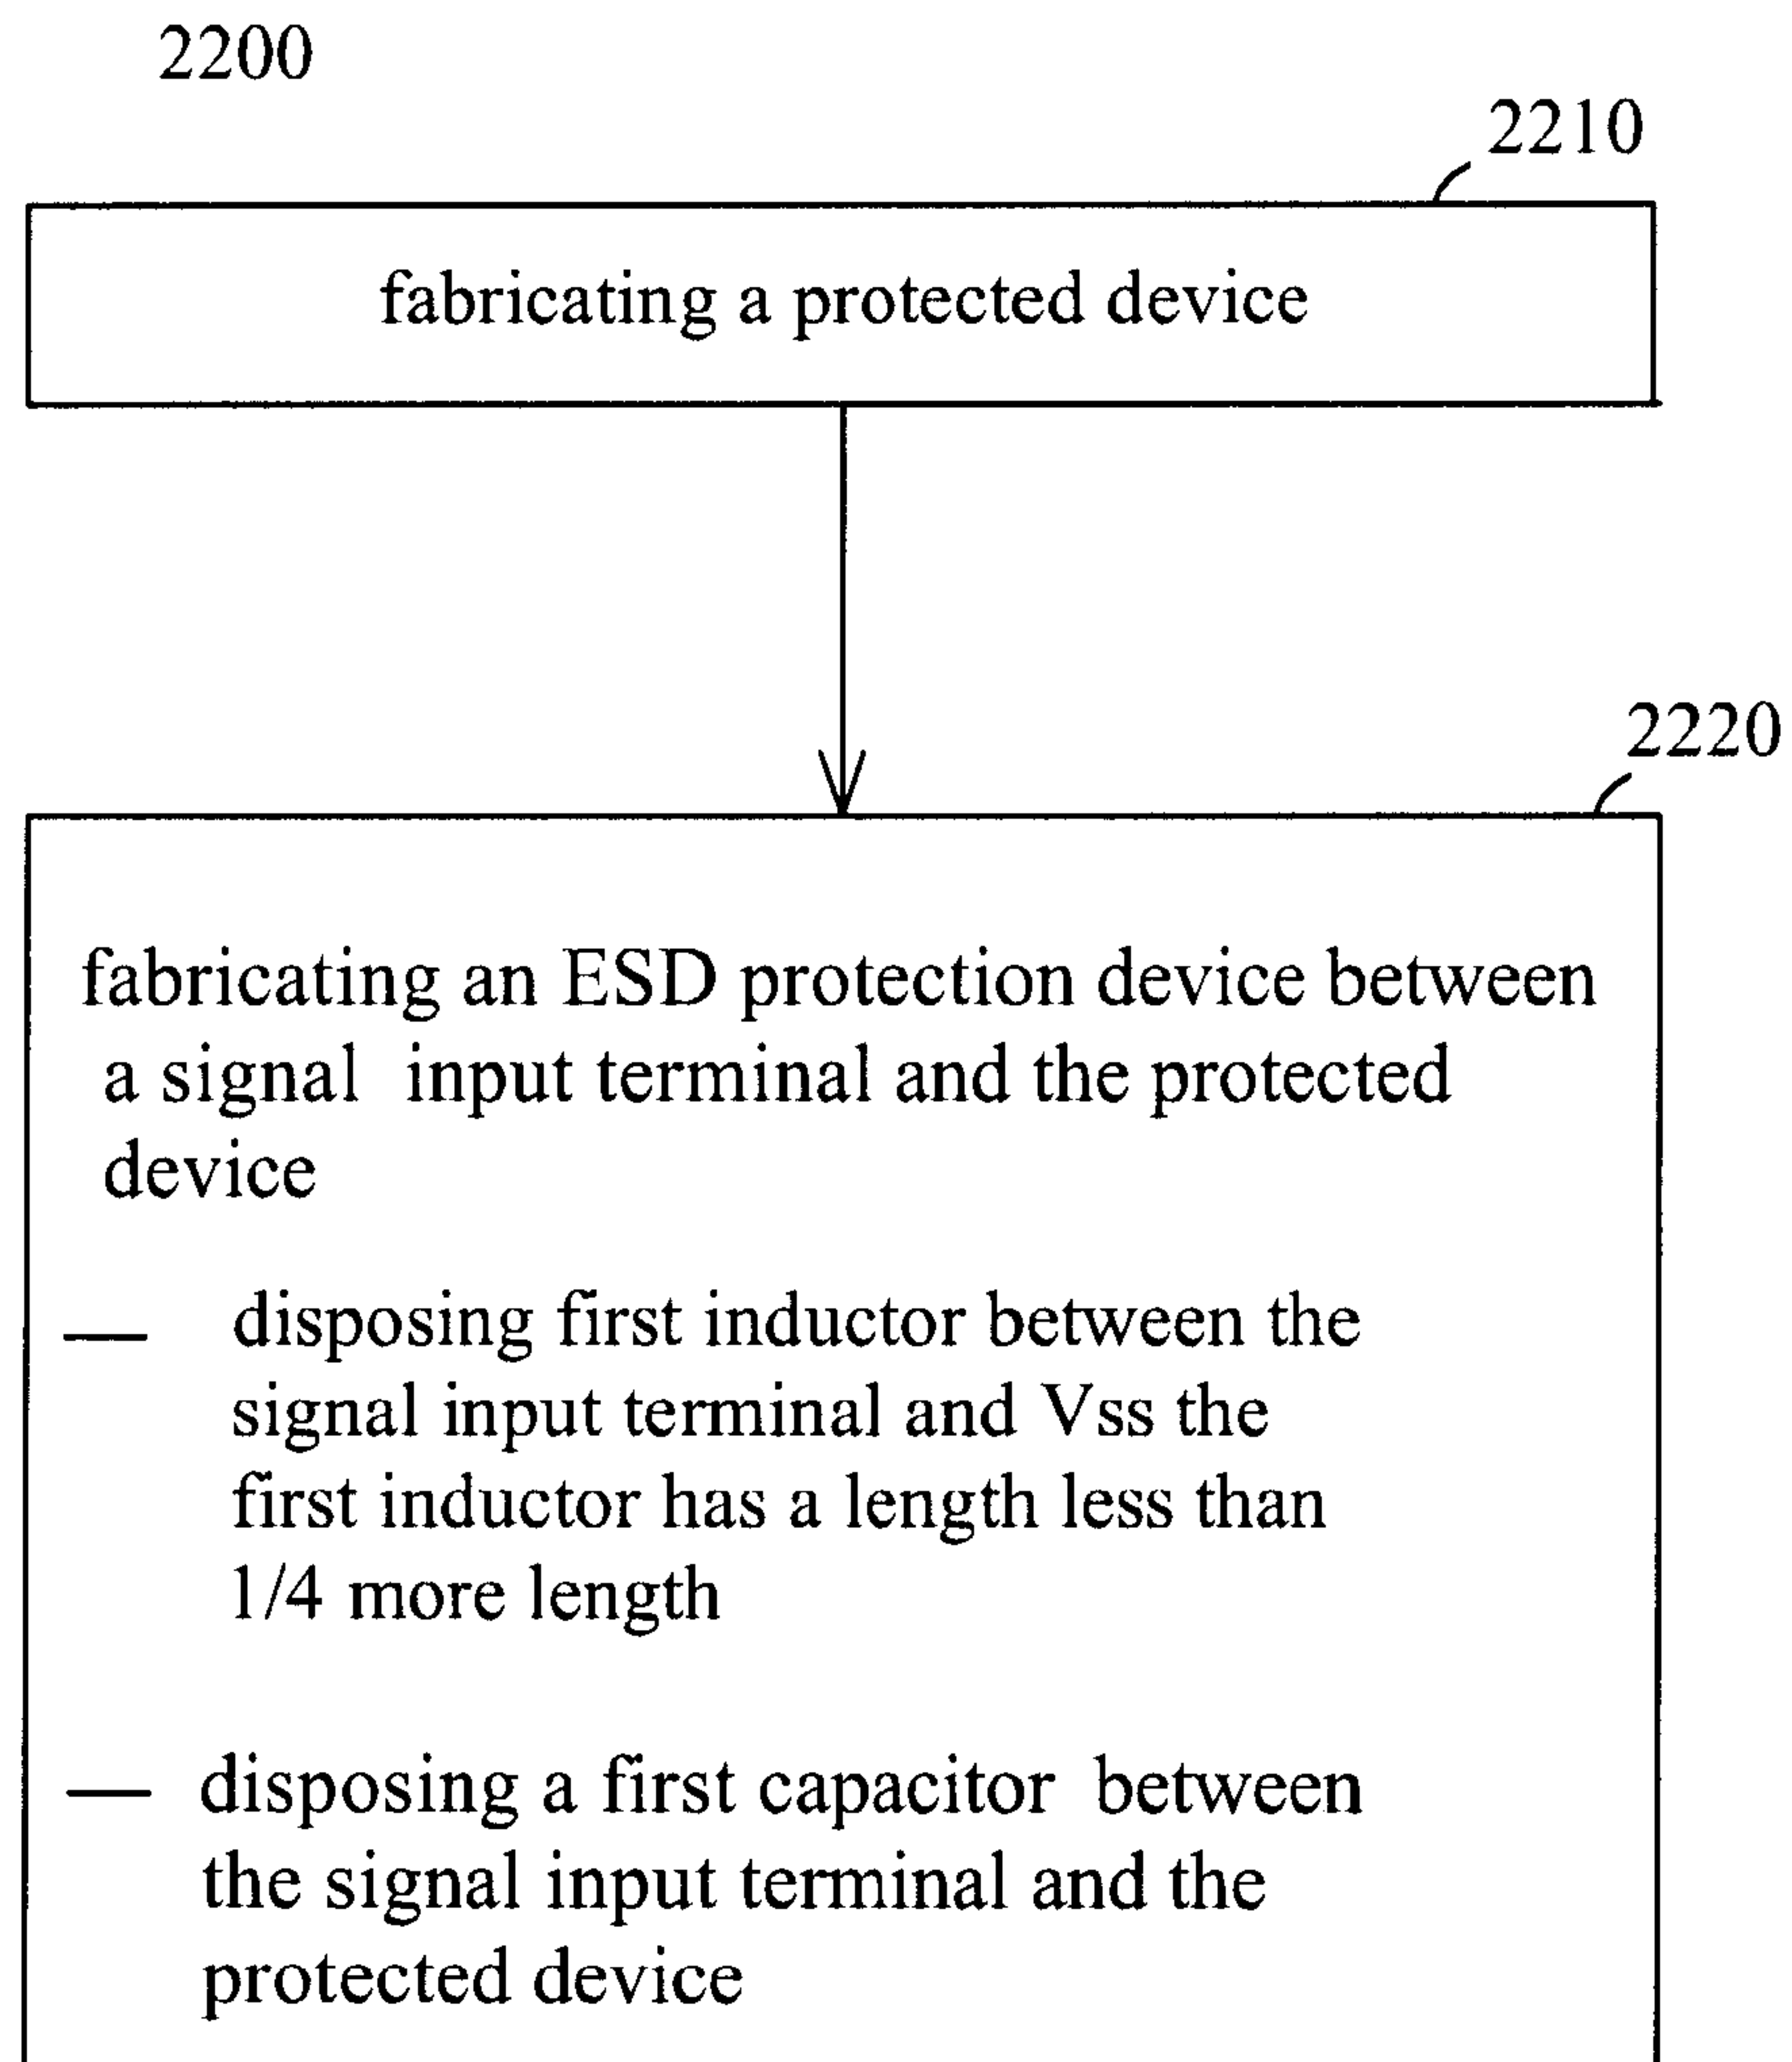 2200
2210
fabricating a protected device
2220
fabricating an ESD protection device between
a signal input terminal and the protected
device
— disposing first inductor between the
signal input terminal and Vss the
first inductor has a length less than
1/4 more length
— disposing a first capacitor between
the signal input terminal and the
protected device